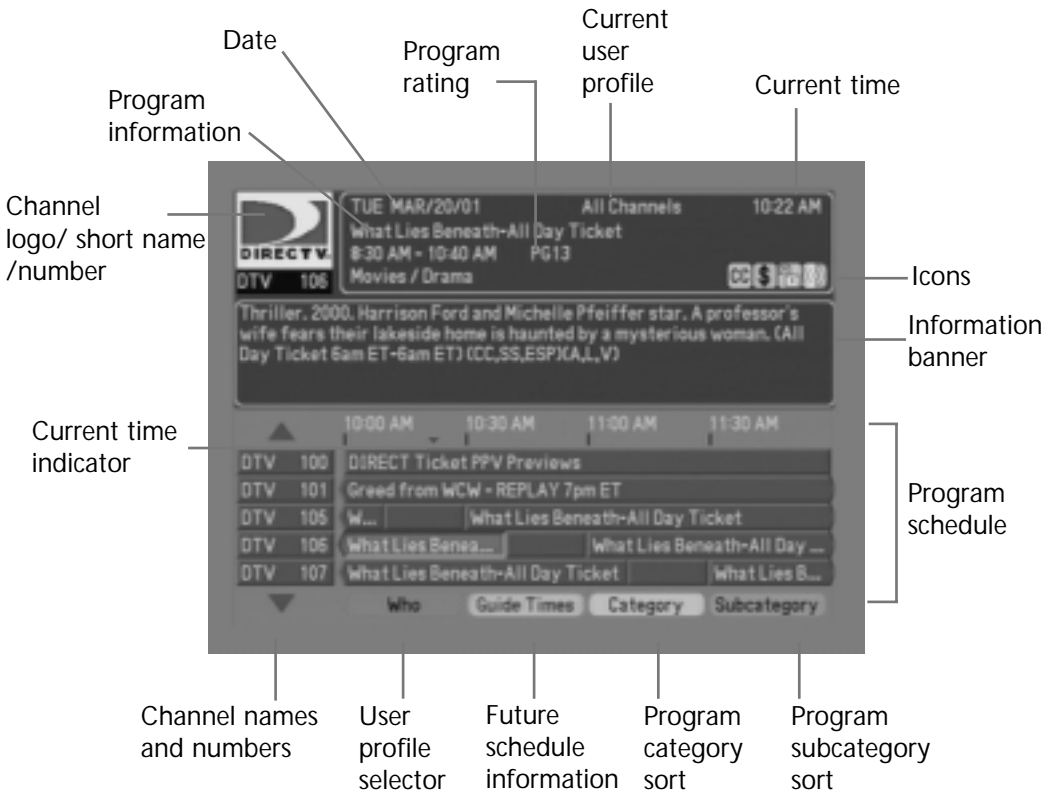 Date
Program
rating
Current
user
profile
Current time
Program
information
Channel
logo/ short name
/number
Icons
Information
banner
Current time
indicator
Program
schedule
DIRECTV.
DTV 106
TUE MAR/20/01 All Channels 10:22 AM
What Lies Beneath-All Day Ticket
8:30 AM - 10:40 AM PG13
Movies / Drama
CC $
Thriller. 2000. Harrison Ford and Michelle Pfeiffer star. A professor's
wife fears their lakeside home is haunted by a mysterious woman. (All
Day Ticket 6am ET-6am ET) (CC,SS,ESP)(A,L,V)
10:00 AM 10:30 AM 11:00 AM 11:30 AM
DTV 100 DIRECT Ticket PPV Previews
DTV 101 Greed from WCW - REPLAY 7pm ET
DTV 105 W... What Lies Beneath-All Day Ticket
DTV 106 What Lies Benea... What Lies Beneath-All Day ...
DTV 107 What Lies Beneath-All Day Ticket What Lies B...
Who Guide Times Category Subcategory
Channel names
and numbers
User
profile
selector
Future
schedule
information
Program
category
sort
Program
subcategory
sort